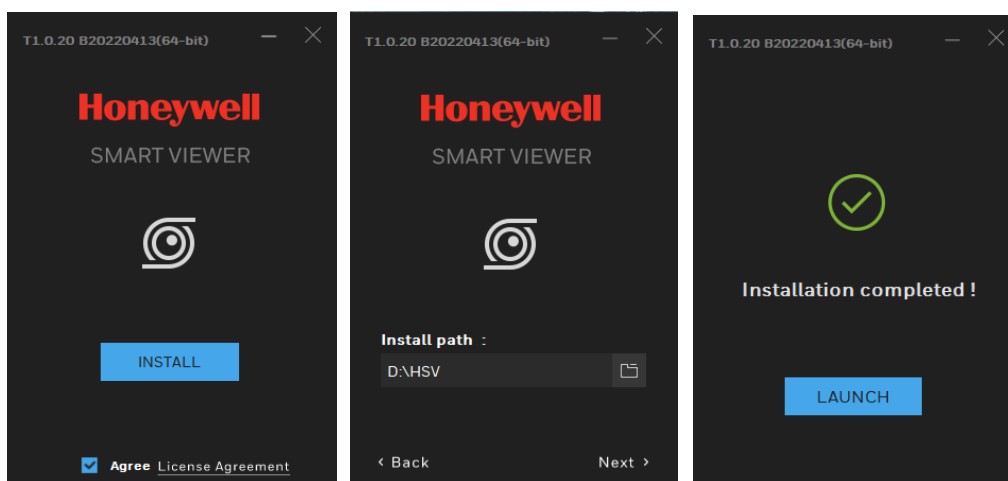 T1.0.20 B20220413(64-bit)
Honeywell
SMART VIEWER
INSTALL
Agree License Agreement
T1.0.20 B20220413(64-bit)
Honeywell
SMART VIEWER
Install path :
D:\HSV
< Back Next >
T1.0.20 B20220413(64-bit)
Installation completed !
LAUNCH